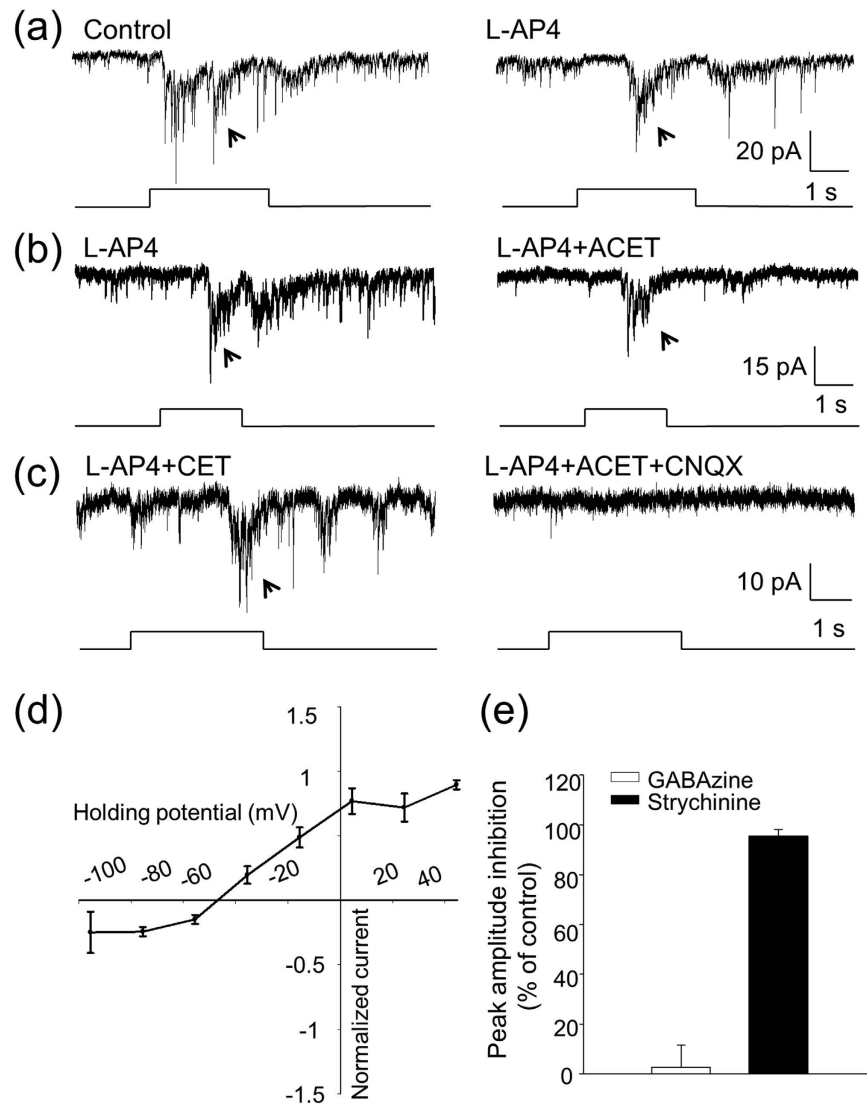 (a) Control L-AP4
20 pA
1 s
(b) L-AP4 L-AP4+ACET
15 pA
1 s
(c) L-AP4+CET L-AP4+ACET+CNQX
10 pA
1 s
(d)
1.5
1
Holding potential (mV)
-100 -80 -60 -20 20 40
-0.5
-1
-1.5
Normalized current
(e)
GABAzine
Strychinine
120
100
80
60
40
20
0
Peak amplitude inhibition
(% of control)